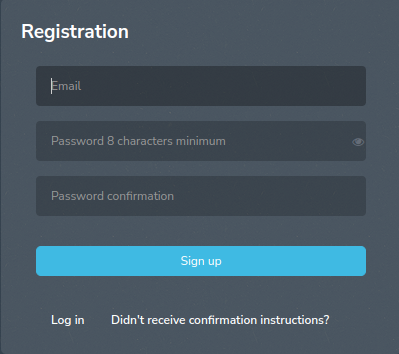 Registration
Email
Password 8 characters minimum
Password confirmation
Sign up
Log in Didn't receive confirmation instructions?